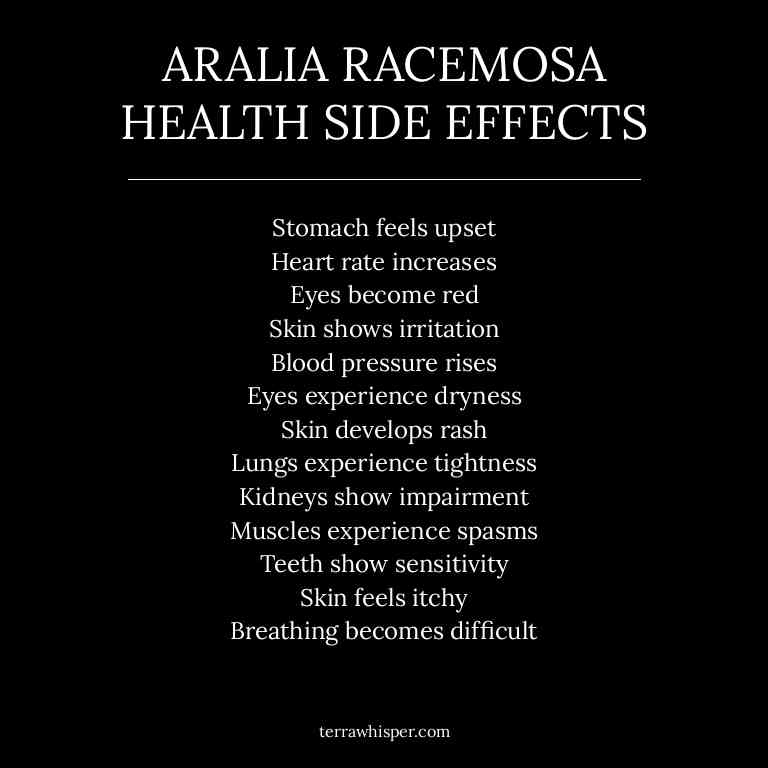 ARALIA RACEMOSA
HEALTH SIDE EFFECTS
Stomach feels upset
Heart rate increases
Eyes become red
Skin shows irritation
Blood pressure rises
Eyes experience dryness
Skin develops rash
Lungs experience tightness
Kidneys show impairment
Muscles experience spasms
Teeth show sensitivity
Skin feels itchy
Breathing becomes difficult
terrawhisper.com